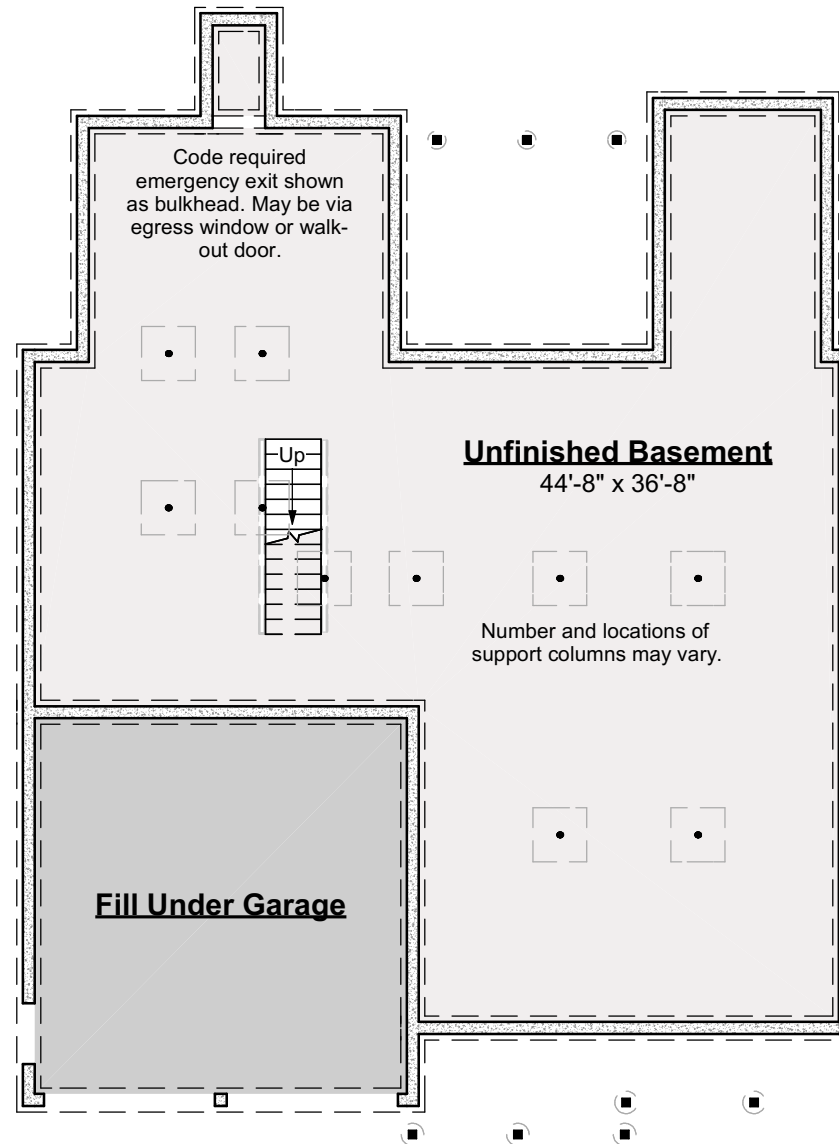 Code required
emergency exit shown
as bulkhead. May be via
egress window or walk-
out door.
Up
Unfinished Basement
44'-8" x 36'-8"
Number and locations of
support columns may vary.
Fill Under Garage